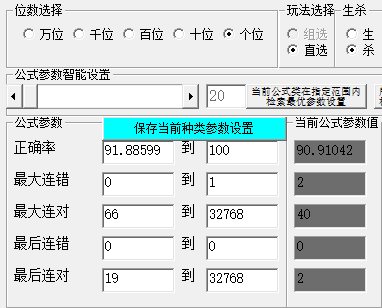 位数选择 玩法选择 生杀
万位 千位 百位 十位 个位 组选 生
直选 杀
公式参数智能设置
20 当前公式类在指定范围内
检索最优参数设置
公式参数 保存当前种类参数设置 当前公式参数值
正确率 91.88599 到 100 90.91042
最大连错 0 到 1 2
最大连对 66 到 32768 40
最后连错 0 到 0 0
最后连对 19 到 32768 2